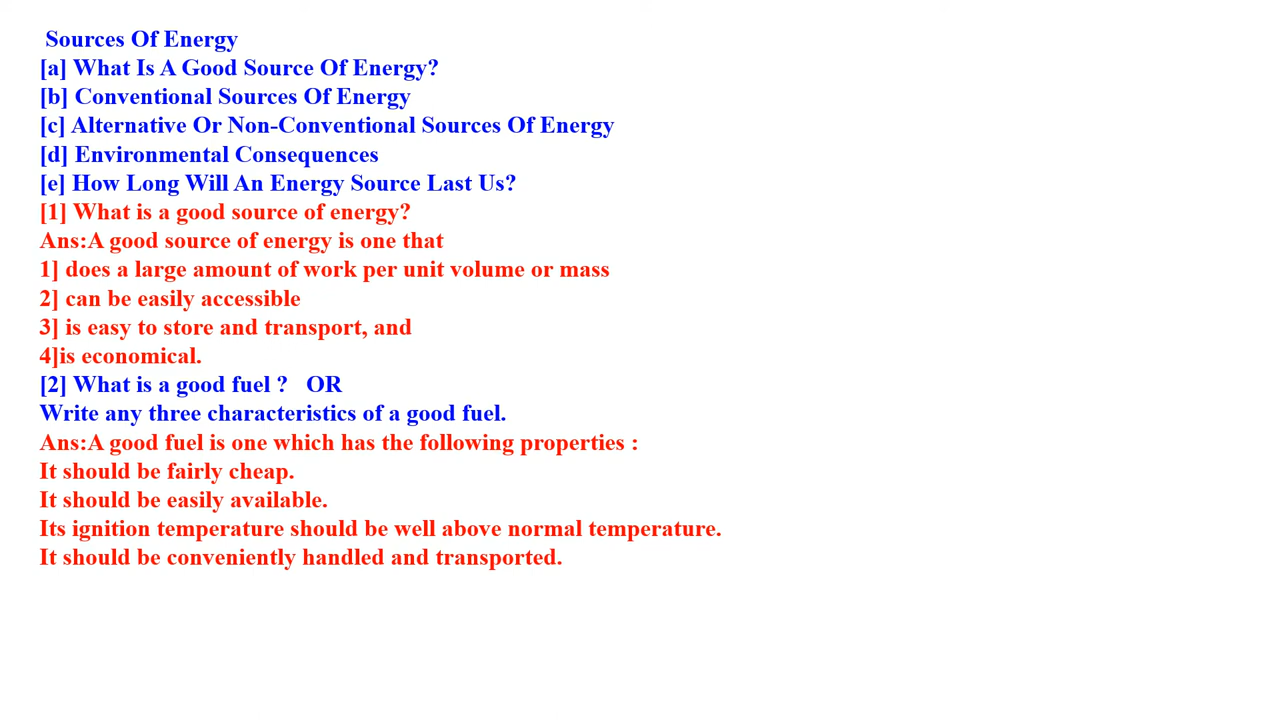 Sources Of Energy
[a] What Is A Good Source Of Energy?
[b] Conventional Sources Of Energy
[c] Alternative Or Non-Conventional Sources Of Energy
[d] Environmental Consequences
[e] How Long Will An Energy Source Last Us?
[1] What is a good source of energy?
Ans:A good source of energy is one that
1] does a large amount of work per unit volume or mass
2] can be easily accessible
3] is easy to store and transport, and
4]is economical.
[2] What is a good fuel ?   OR
Write any three characteristics of a good fuel.
Ans:A good fuel is one which has the following properties :
It should be fairly cheap.
It should be easily available.
Its ignition temperature should be well above normal temperature.
It should be conveniently handled and transported.